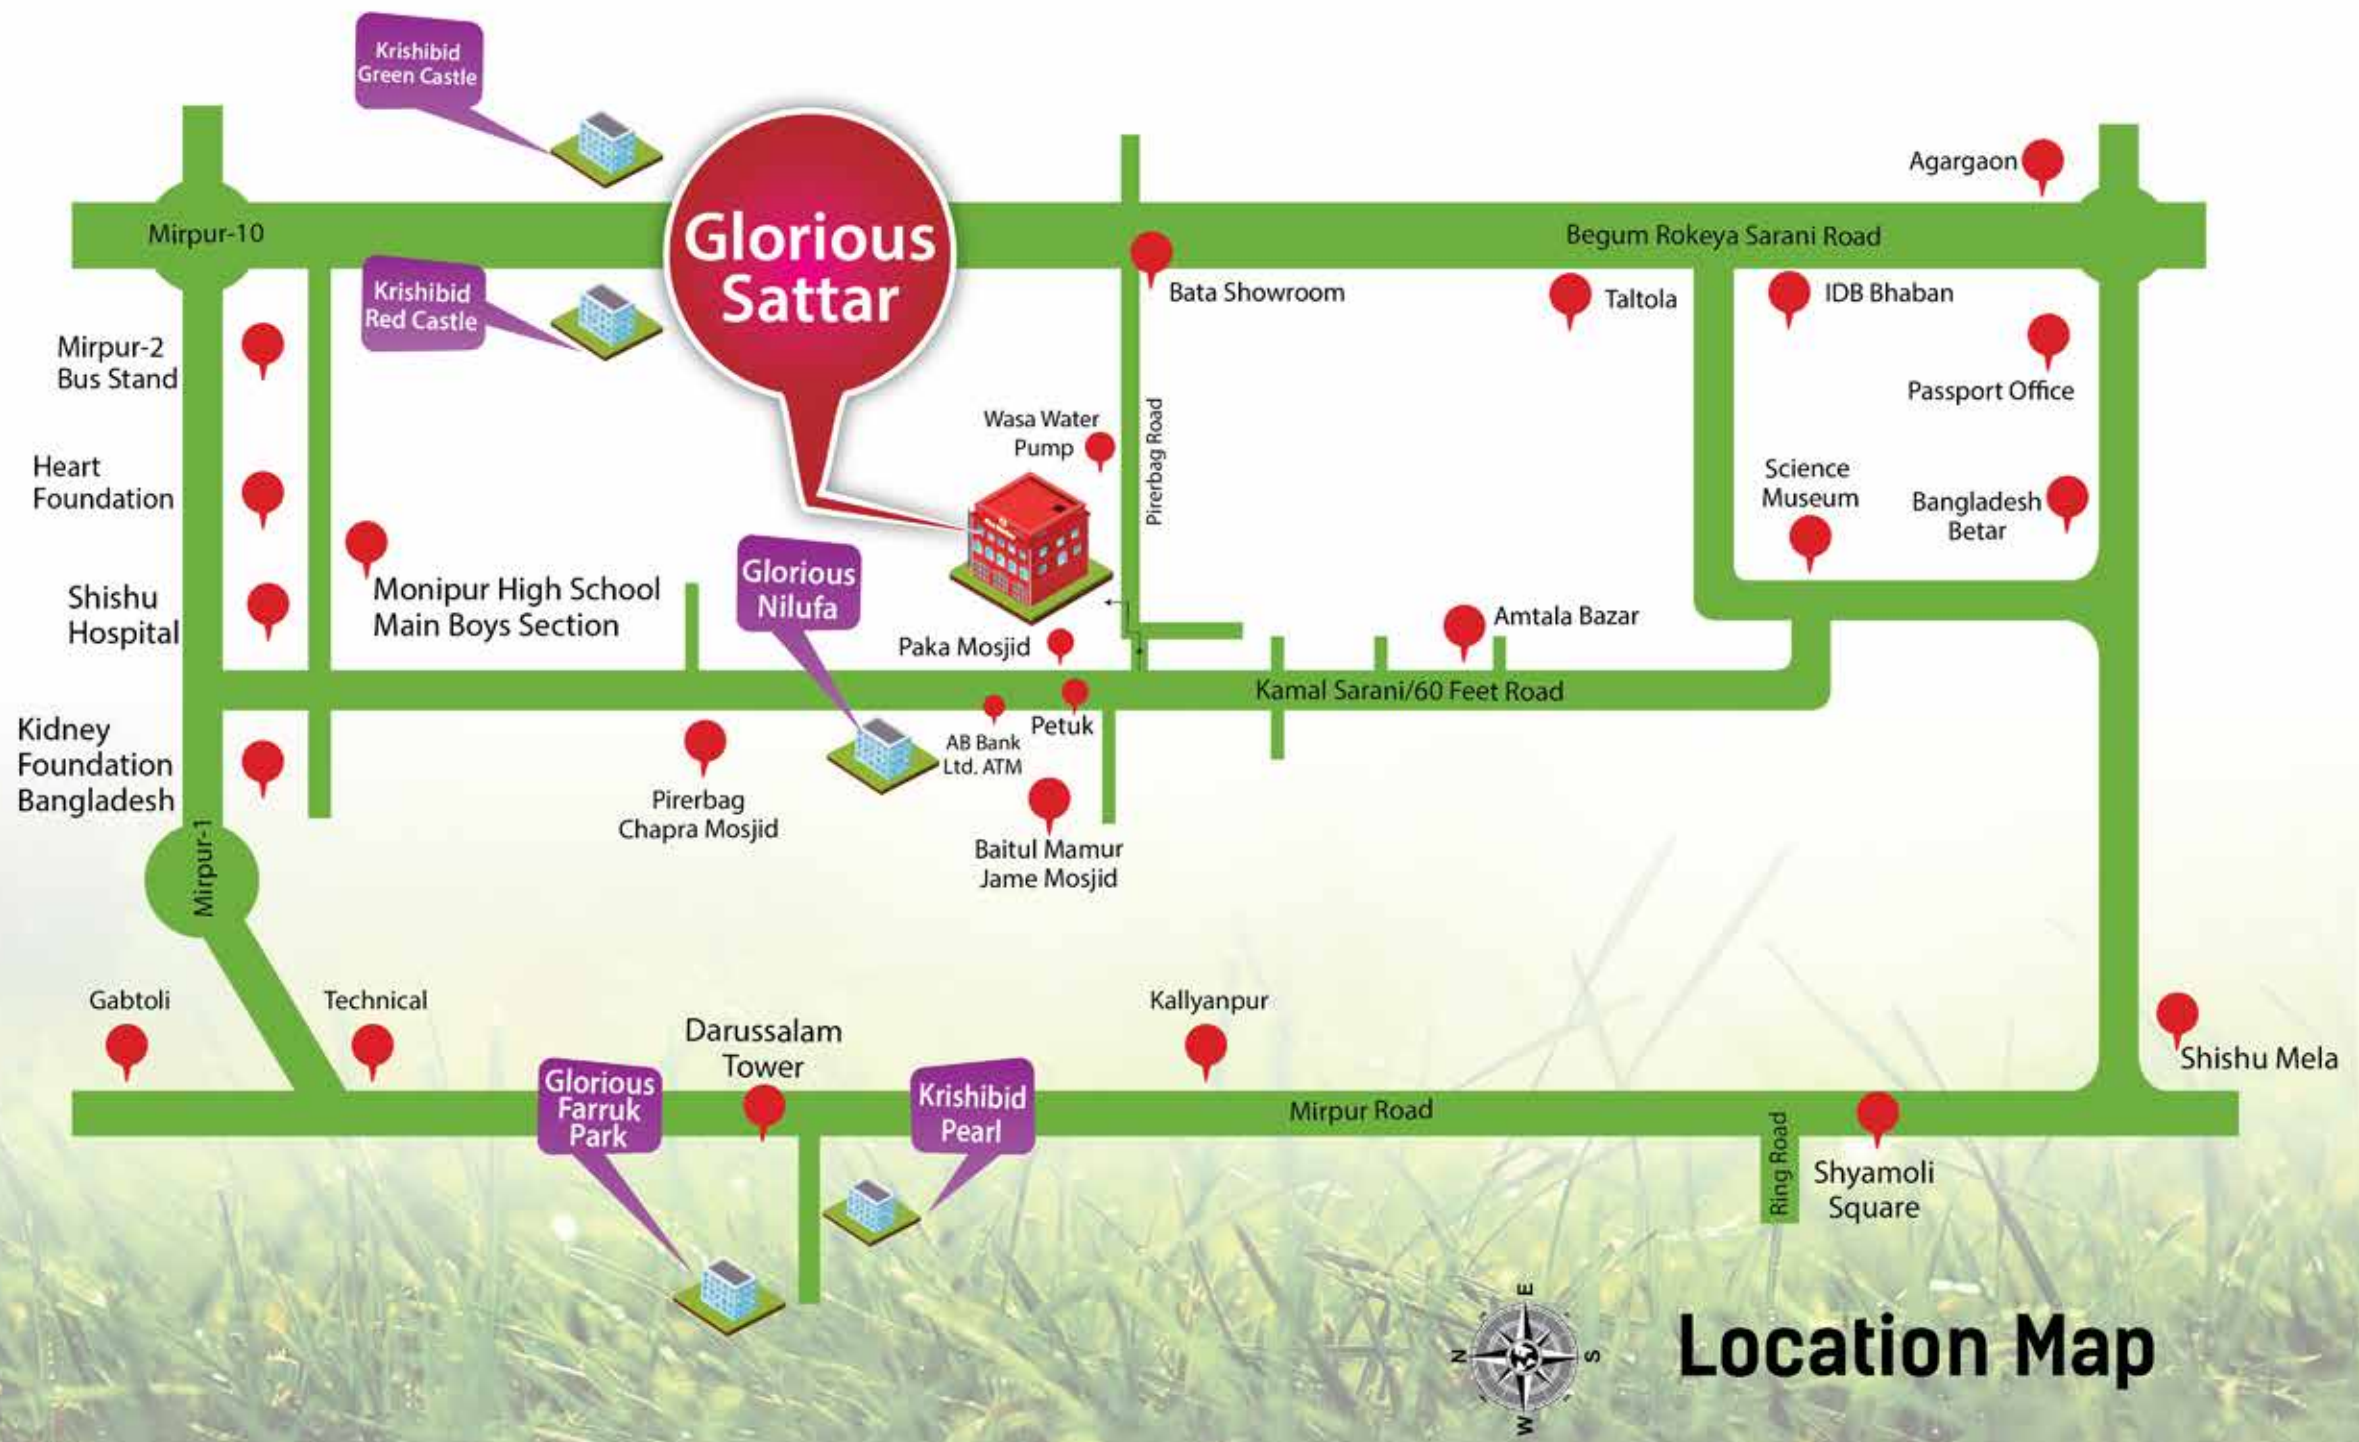 Krishibid
Green Castle
Agargaon
Mirpur-10
Glorious
Sattar
Begum Rokeya Sarani Road
Krishibid
Red Castle
Bata Showroom
Taltola
IDB Bhaban
Mirpur-2
Bus Stand
Passport Office
Wasa Water
Pump
Pirerbag Road
Heart
Foundation
Science
Museum
Bangladesh
Betar
Monipur High School
Main Boys Section
Glorious
Nilufa
Shishu
Hospital
Paka Mosjid
Amtala Bazar
Kamal Sarani/60 Feet Road
Petuk
AB Bank
Ltd. ATM
Kidney
Foundation
Bangladesh
Pirerbag
Chapra Mosjid
Baitul Mamur
Jame Mosjid
Mirpur-1
Gabtoli
Technical
Darussalam
Tower
Kallyanpur
Shishu Mela
Glorious
Farruk
Park
Krishibid
Pearl
Mirpur Road
Ring Road
Shyamoli
Square
E
N
S
W
Location Map